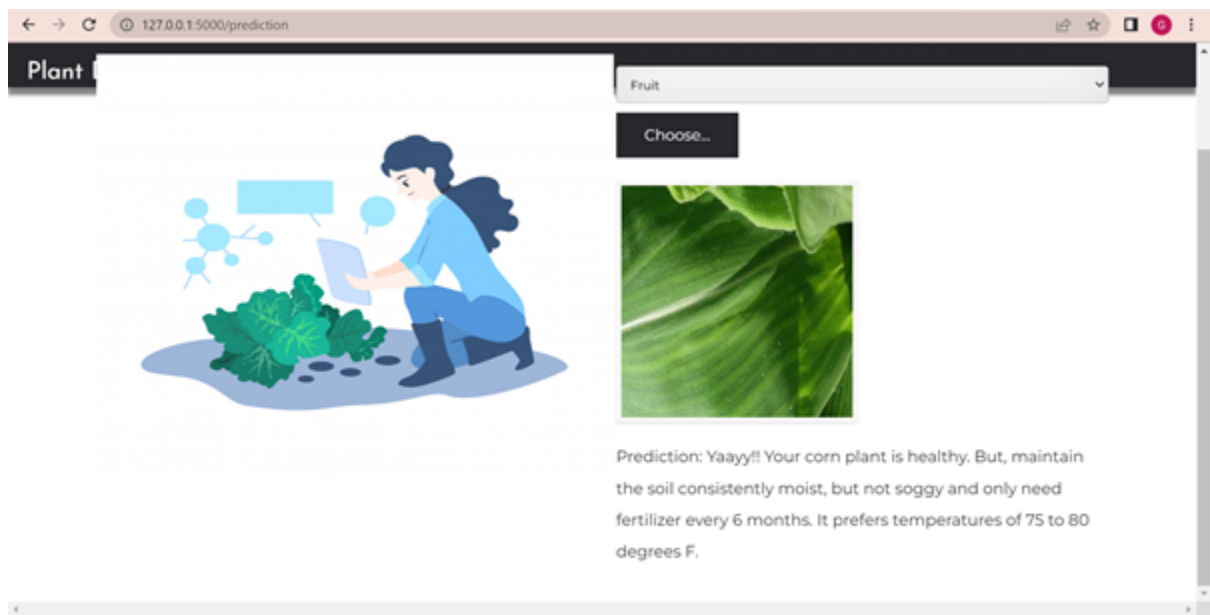 127.0.0.1:5000/prediction
G
Plant
Fruit
Choose...
Prediction: Yaayy!! Your corn plant is healthy. But, maintain
the soil consistently moist, but not soggy and only need
fertilizer every 6 months. It prefers temperatures of 75 to 80
degrees F.